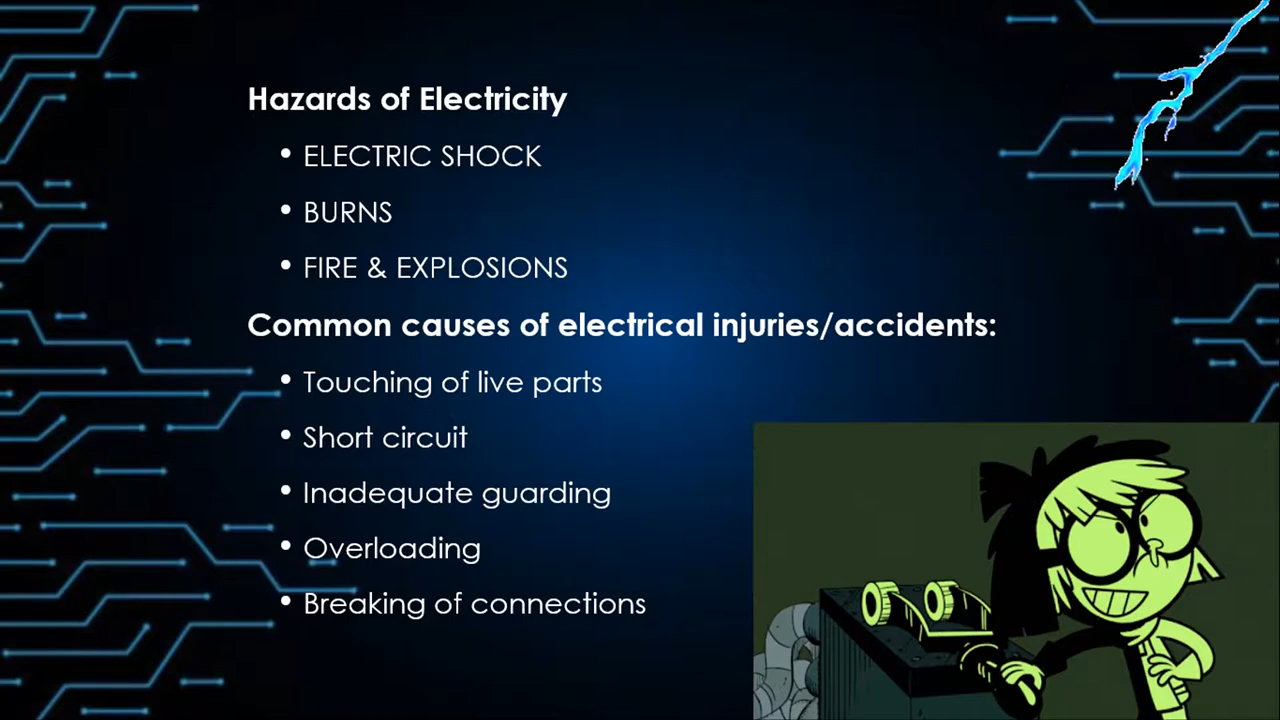 Hazards of Electricity
• ELECTRIC SHOCK
• BURNS
• FIRE & EXPLOSIONS
Common causes of electrical injuries/accidents:
• Touching of live parts
• Short circuit
• Inadequate guarding
• Overloading
• Breaking of connections